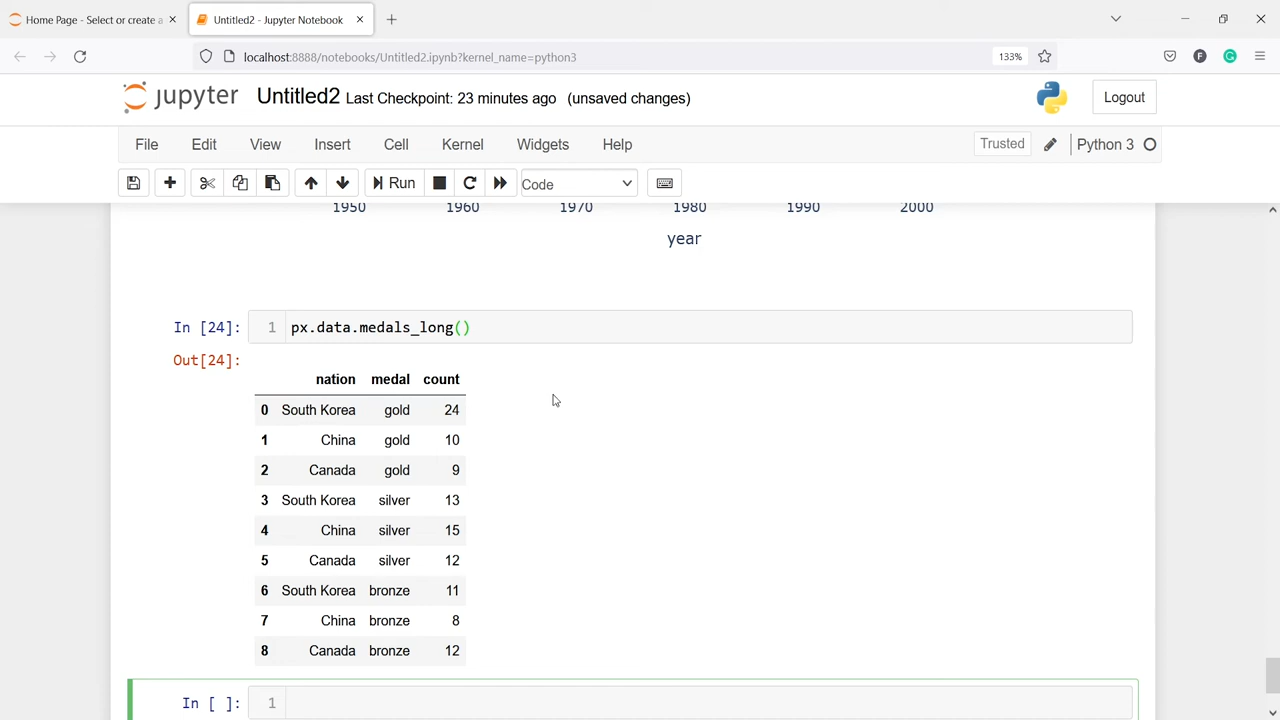 Home Page - Select or create a
Untitled2 - Jupyter Notebook
localhost:8888/notebooks/Untitled2.ipynb?kernel_name=python3
133%
F
G
jupyter Untitled2 Last Checkpoint: 23 minutes ago (unsaved changes)
Logout
File Edit View Insert Cell Kernel Widgets Help
Trusted
Python 3
Run
Code
1950 1960 1970 1980 1990 2000
year
In [24]: 1 px.data.medals_long()
Out[24]:
nation medal count
0 South Korea gold 24
1 China gold 10
2 Canada gold 9
3 South Korea silver 13
4 China silver 15
5 Canada silver 12
6 South Korea bronze 11
7 China bronze 8
8 Canada bronze 12
In [ ]: 1